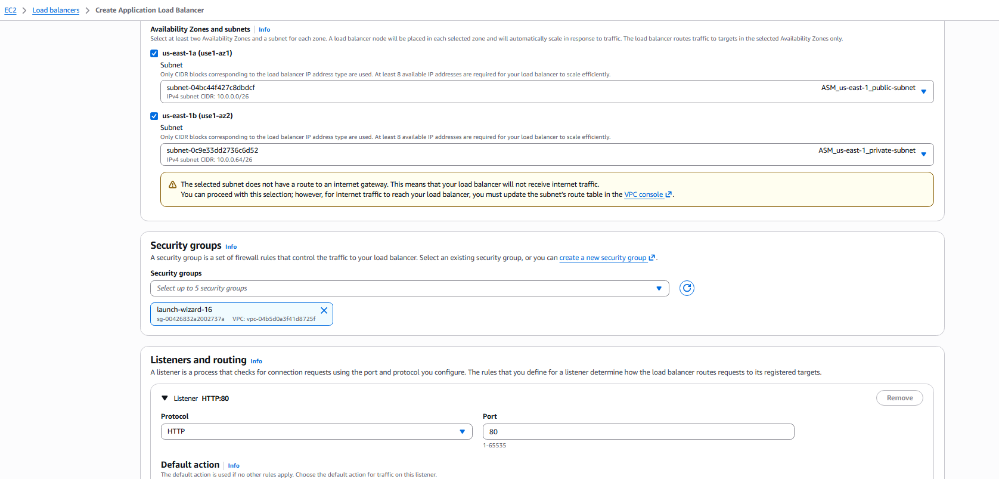 EC2 > Load balancers > Create Application Load Balancer
Availability Zones and subnets Info
Select at least two Availability Zones and a subnet for each zone. A load balancer node will be placed in each selected zone and will automatically scale in response to traffic. The load balancer routes traffic to targets in the selected Availability Zones only.
us-east-1a (use1-az1)
Subnet
Only CIDR blocks corresponding to the load balancer IP address type are used. At least 8 available IP addresses are required for your load balancer to scale efficiently.
subnet-04bc44f427c8dbdcf ASM_us-east-1_public-subnet
IPv4 subnet CIDR: 10.0.0.0/26
us-east-1b (use1-az2)
Subnet
Only CIDR blocks corresponding to the load balancer IP address type are used. At least 8 available IP addresses are required for your load balancer to scale efficiently.
subnet-0c9e33dd2736c6d52 ASM_us-east-1_private-subnet
IPv4 subnet CIDR: 10.0.0.64/26
The selected subnet does not have a route to an internet gateway. This means that your load balancer will not receive internet traffic.
You can proceed with this selection; however, for internet traffic to reach your load balancer, you must update the subnet's route table in the VPC console.
Security groups Info
A security group is a set of firewall rules that control the traffic to your load balancer. Select an existing security group, or you can create a new security group.
Security groups
Select up to 5 security groups
launch-wizard-16
sg-00426832a2002737a VPC: vpc-04b5d0a3f41d8725f
Listeners and routing Info
A listener is a process that checks for connection requests using the port and protocol you configure. The rules that you define for a listener determine how the load balancer routes requests to its registered targets.
Listener HTTP:80 Remove
Protocol Port
HTTP 80
1-65535
Default action Info
The default action is used if no other rules apply. Choose the default action for traffic on this listener.